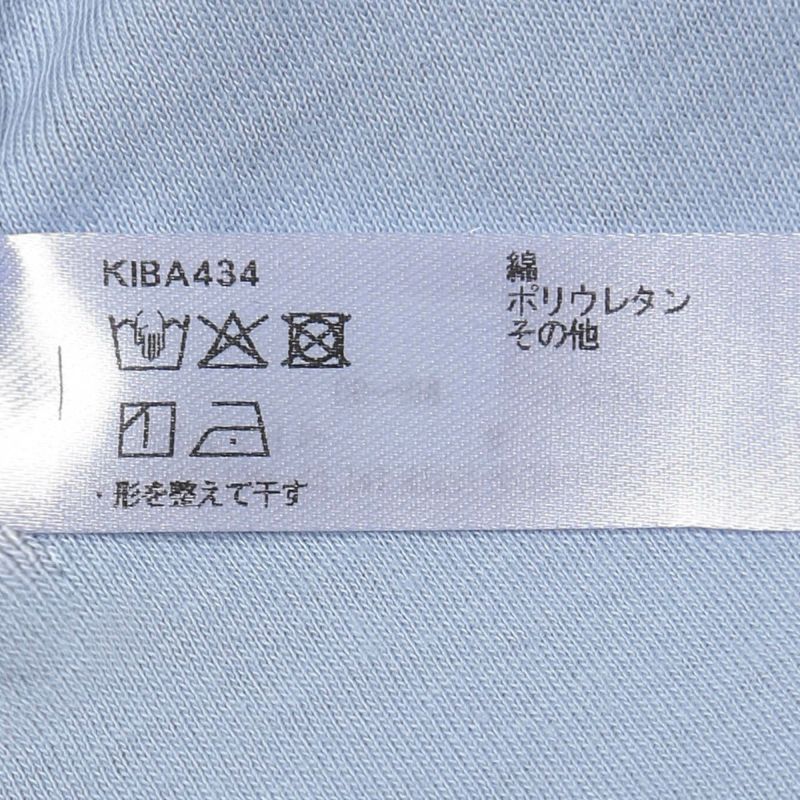 KIBA434
綿
ポリウレタン
その他
・形を整えて干す